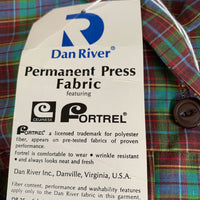 Dan River®
Permanent Press
Fabric
featuring
CELANESE FORTREL®
FORTREL® a licensed trademark for polyester
fiber, appears on pre-tested fabrics of proven
performance.
Fortrel is comfortable to wear • wrinkle resistant
• and always looks neat and fresh.
Dan River Inc., Danville, Virginia, U.S.A.
Fiber content, performance and washability features
apply only to the Dan River fabric in this garment.